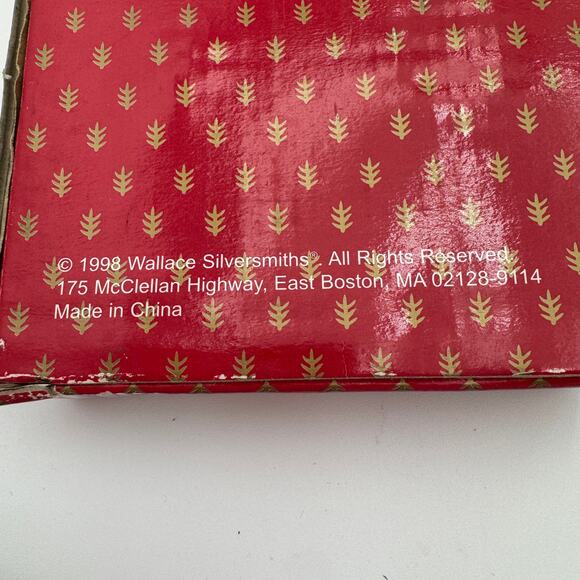 © 1998 Wallace Silversmiths® All Rights Reserved.
175 McClellan Highway, East Boston, MA 02128-9114
Made in China